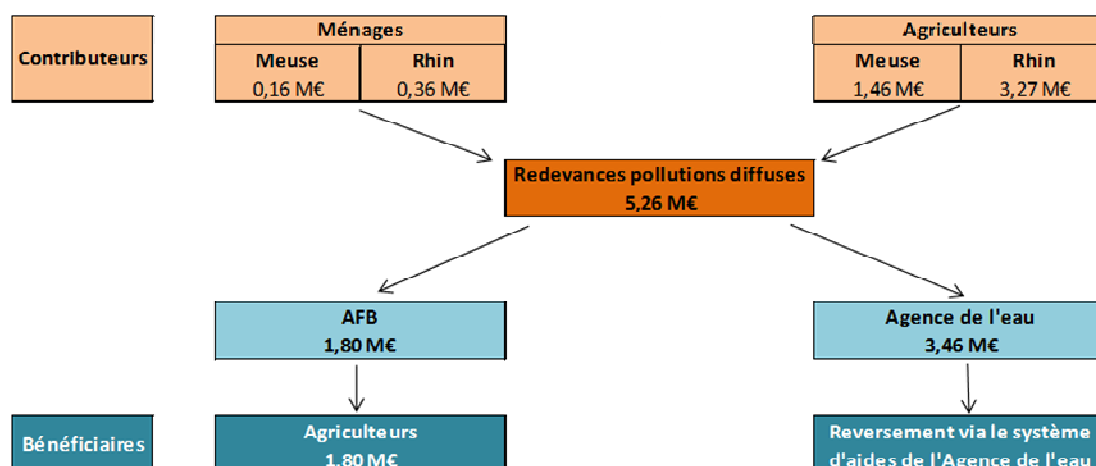 Contributeurs
Ménages
Meuse
0,16 M€
Rhin
0,36 M€
Agriculteurs
Meuse
1,46 M€
Rhin
3,27 M€
Redevances pollutions diffuses
5,26 M€
AFB
1,80 M€
Agence de l'eau
3,46 M€
Bénéficiaires
Agriculteurs
1,80 M€
Reversement via le système
d'aides de l'Agence de l'eau